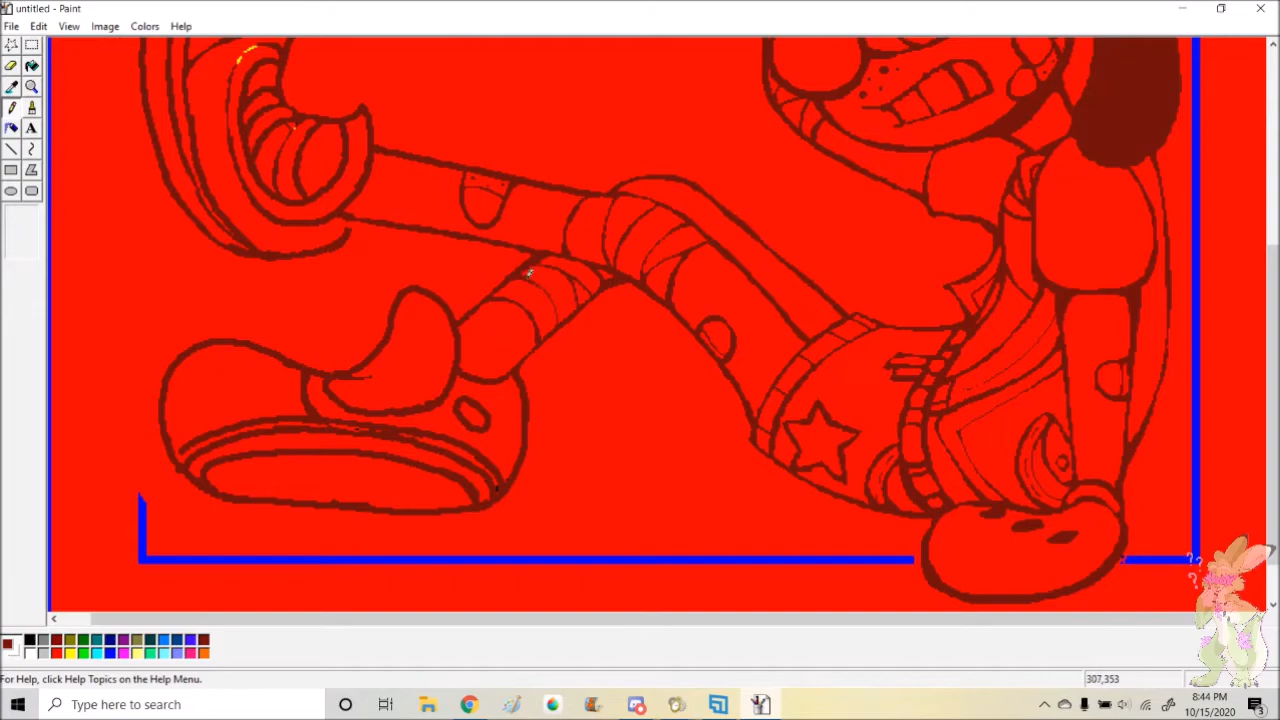 untitled - Paint
File Edit View Image Colors Help
A
??
?
For Help, click Help Topics on the Help Menu.
307,353
Type here to search
8:44 PM
10/15/2020
3